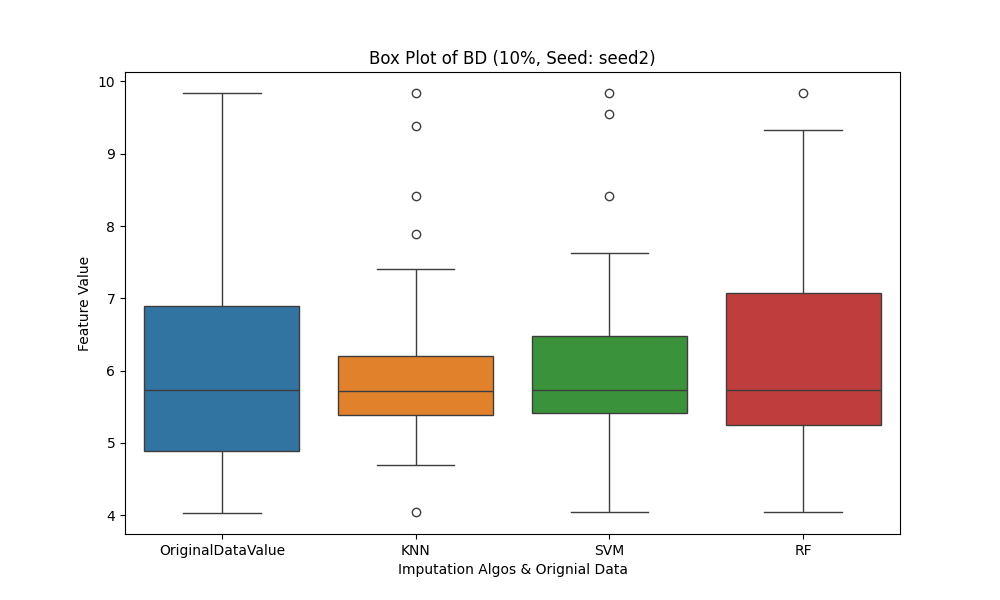 Box Plot of BD (10%, Seed: seed2)
Feature Value
10
9
8
7
6
5
4
OriginalDataValue KNN SVM RF
Imputation Algos & Orignial Data